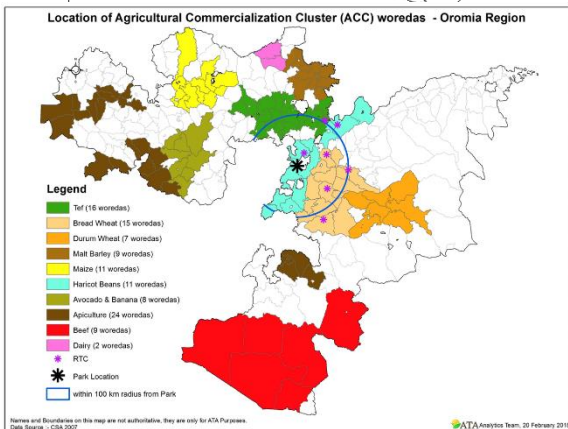 Location of Agricultural Commercialization Cluster (ACC) woredas - Oromia Region
Legend
Tef (16 woredas)
Bread Wheat (15 woredas)
Durum Wheat (7 woredas)
Malt Barley (9 woredas)
Maize (11 woredas)
Haricot Beans (11 woredas)
Avocado & Banana (8 woredas)
Apiculture (24 woredas)
Beef (9 woredas)
Dairy (2 woredas)
RTC
Park Location
within 100 km radius from Park
Names and Boundaries on this map are not authoritative, they are only for ATA Purposes.
Data Source :- CSA 2007
ATA Analytics Team, 20 February 2018